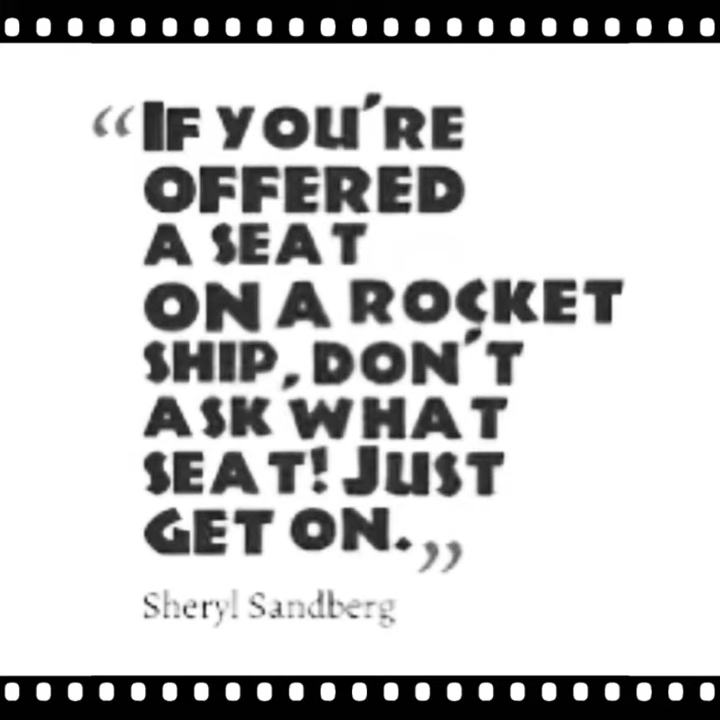 “IF YOU'RE
OFFERED
A SEAT
ON A ROCKET
SHIP, DON'T
ASK WHAT
SEAT! JUST
GET ON.”
Sheryl Sandberg